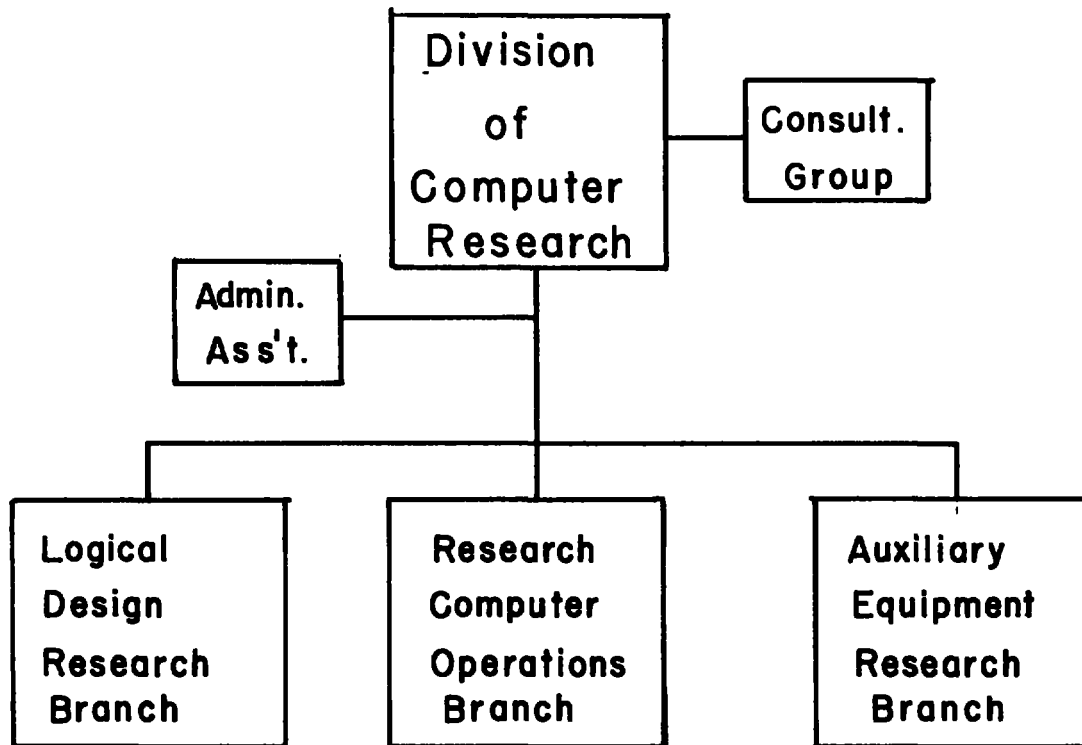 Division
of
Computer
Research
Consult.
Group
Admin.
Ass't.
Logical
Design
Research
Branch
Research
Computer
Operations
Branch
Auxiliary
Equipment
Research
Branch